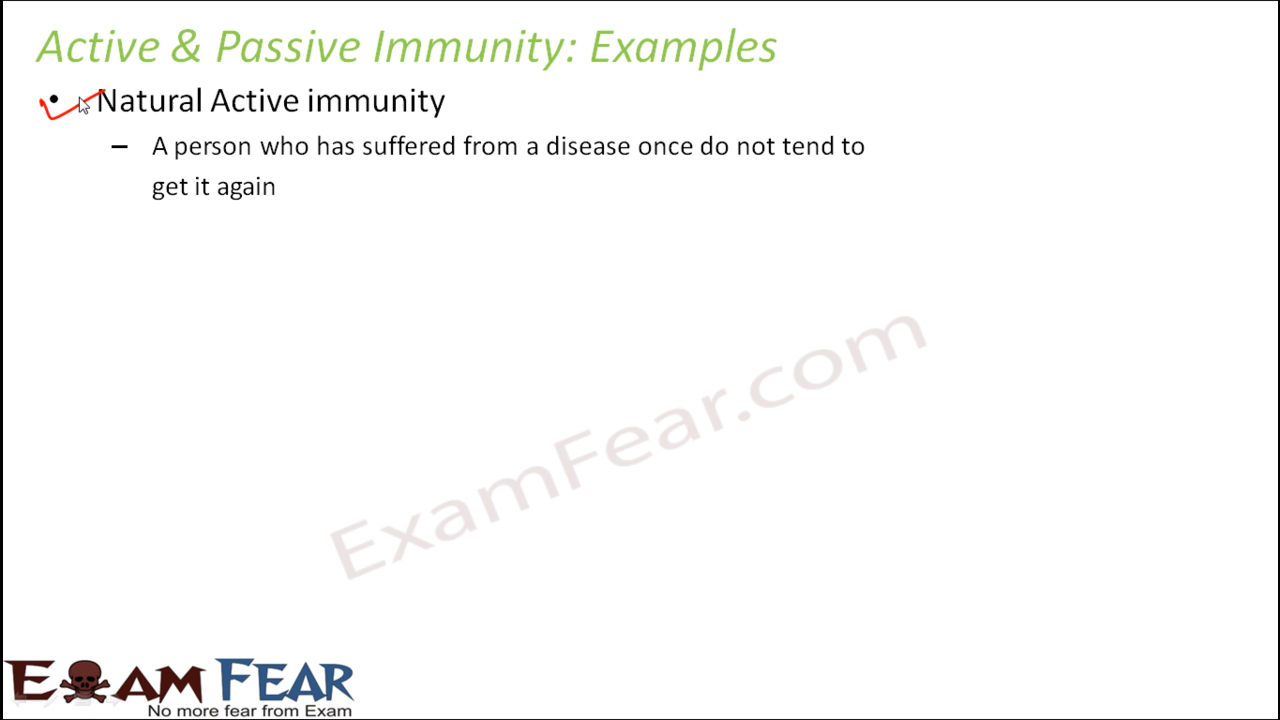 Active & Passive Immunity: Examples
• Natural Active immunity
– A person who has suffered from a disease once do not tend to
get it again
ExamFear.com
EXAM FEAR
No more fear from Exam